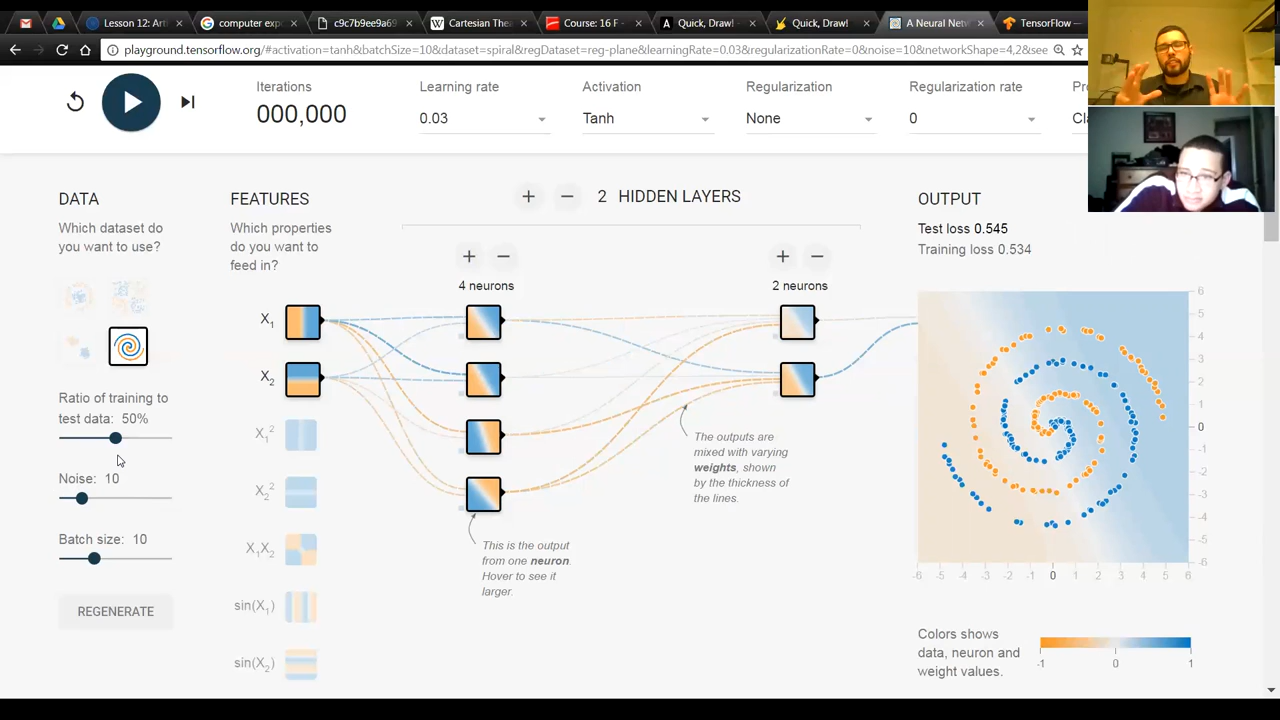 Lesson 12: Arti
computer exp
c9c7b9ee9a69
Cartesian Thea
Course: 16 F -
Quick, Draw!
Quick, Draw!
A Neural Netw
TensorFlow —
playground.tensorflow.org/#activation=tanh&batchSize=10&dataset=spiral&regDataset=reg-plane&learningRate=0.03&regularizationRate=0&noise=10&networkShape=4,2&see
Iterations
000,000
Learning rate
0.03
Activation
Tanh
Regularization
None
Regularization rate
0
Pr
Cla
DATA
Which dataset do
you want to use?
Ratio of training to
test data: 50%
Noise: 10
Batch size: 10
REGENERATE
FEATURES
Which properties
do you want to
feed in?
X1
X2
X1²
X2²
X1X2
sin(X1)
sin(X2)
+ − 2 HIDDEN LAYERS
+ −
4 neurons
+ −
2 neurons
The outputs are
mixed with varying
weights, shown
by the thickness of
the lines.
This is the output
from one neuron.
Hover to see it
larger.
OUTPUT
Test loss 0.545
Training loss 0.534
6
5
4
3
2
1
0
-1
-2
-3
-4
-5
-6
-6 -5 -4 -3 -2 -1 0 1 2 3 4 5 6
Colors shows
data, neuron and
weight values.
-1 0 1